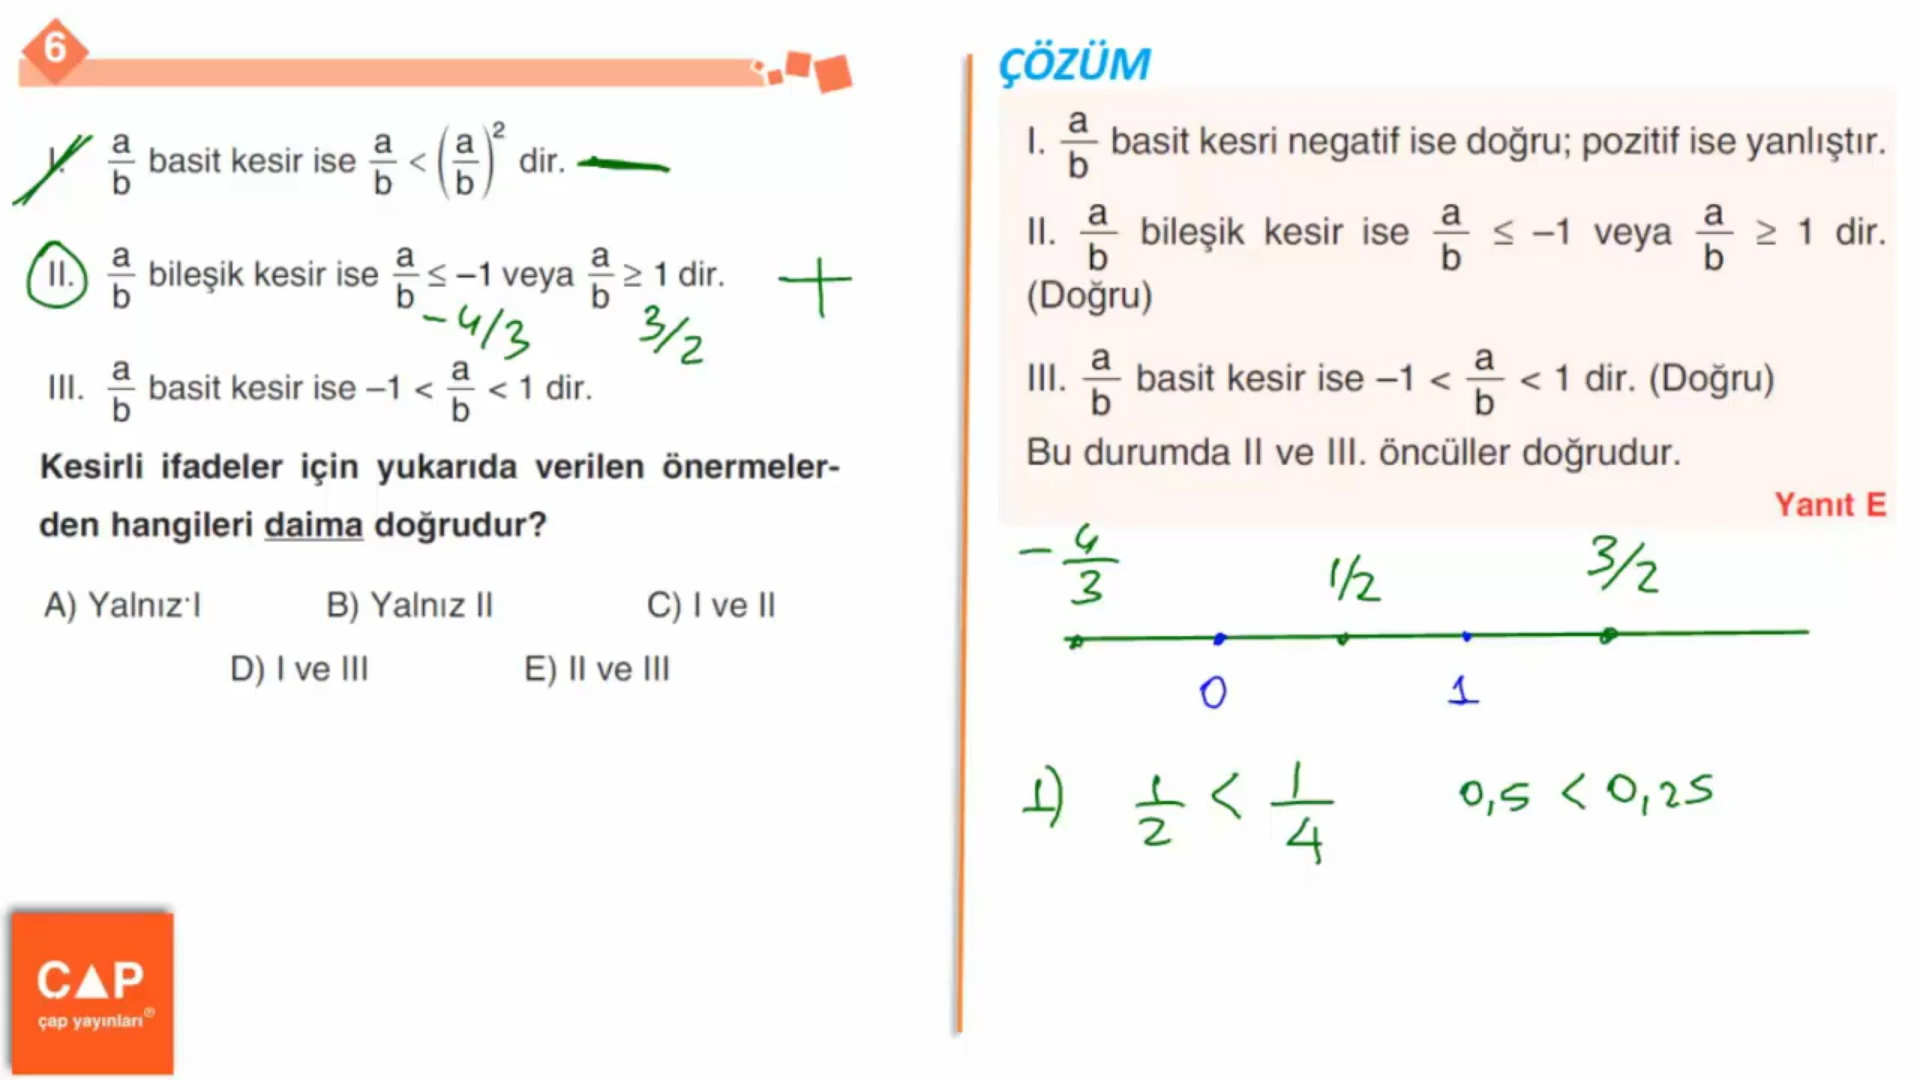 6
I. a/b basit kesir ise a/b < (a/b)² dir. —
II. a/b bileşik kesir ise a/b ≤ –1 veya a/b ≥ 1 dir. +
-4/3 3/2
III. a/b basit kesir ise –1 < a/b < 1 dir.
Kesirli ifadeler için yukarıda verilen önermeler-
den hangileri daima doğrudur?
A) Yalnız I B) Yalnız II C) I ve II
D) I ve III E) II ve III
CAP
çap yayınları®
ÇÖZÜM
I. a/b basit kesri negatif ise doğru; pozitif ise yanlıştır.
II. a/b bileşik kesir ise a/b ≤ –1 veya a/b ≥ 1 dir.
(Doğru)
III. a/b basit kesir ise –1 < a/b < 1 dir. (Doğru)
Bu durumda II ve III. öncüller doğrudur.
Yanıt E
-4/3 1/2 3/2
0 1
1) 1/2 < 1/4 0,5 < 0,25